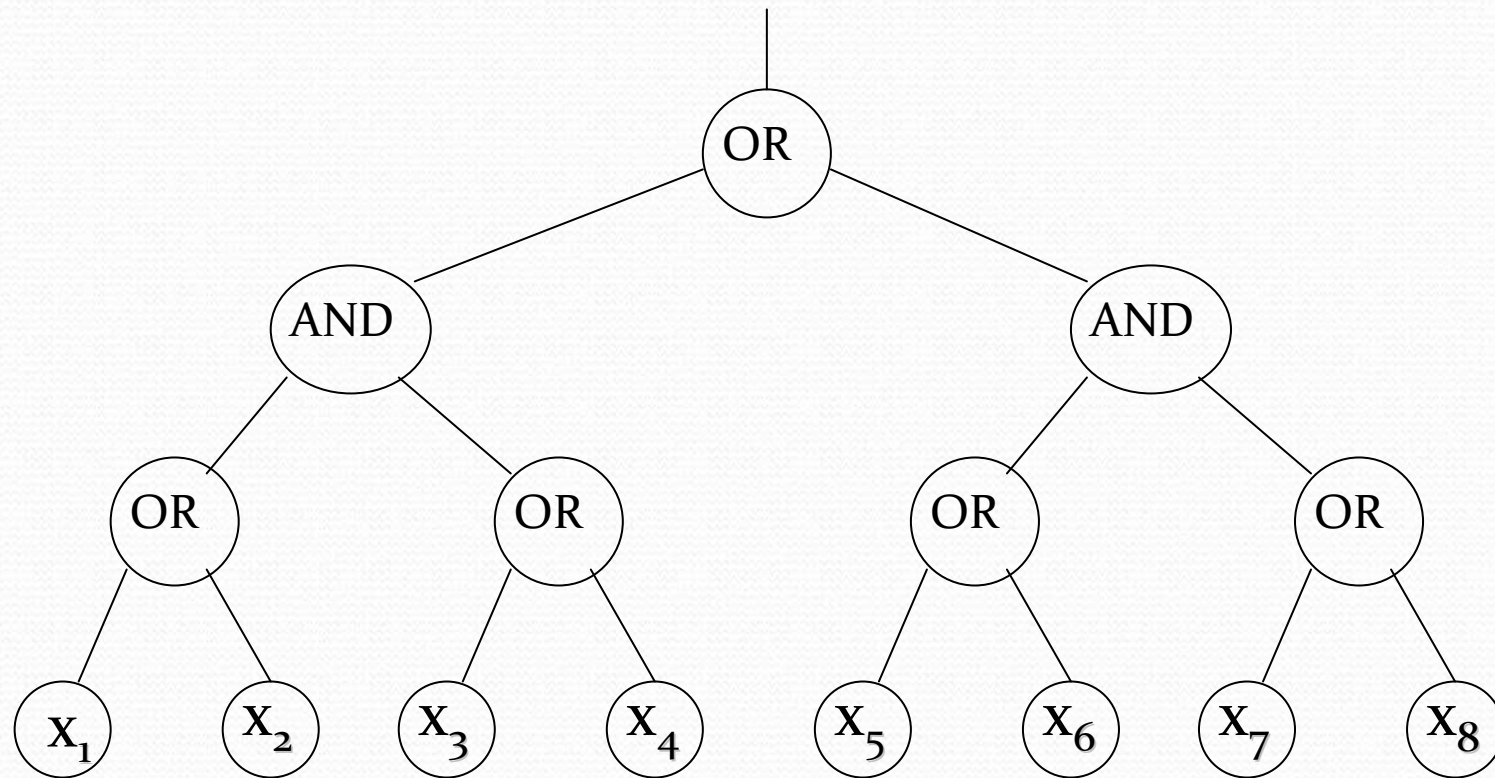 OR
AND AND
OR OR OR OR
x₁ x₂ x₃ x₄ x₅ x₆ x₇ x₈